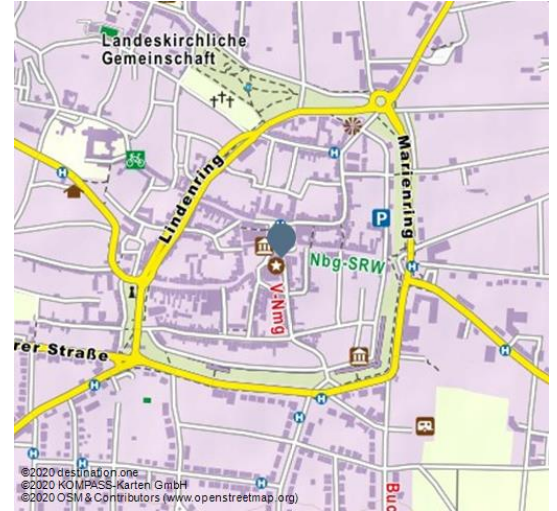 Landeskirchliche
Gemeinschaft
Lindenring
Marienring
P
Nbg-SRW
V-Nmg
rer Straße
Buc
H
H
H
H
H
H
H
H
H
©2020 destination.one
©2020 KOMPASS-Karten GmbH
©2020 OSM & Contributors (www.openstreetmap.org)